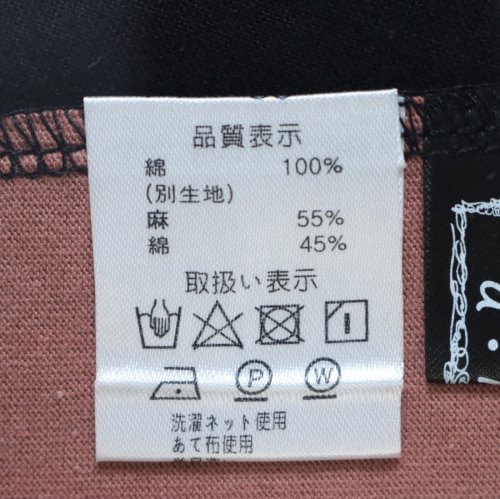 品質表示
綿 100%
(別生地)
麻 55%
綿 45%
取扱い表示
P W
洗濯ネット使用
あて布使用
a.